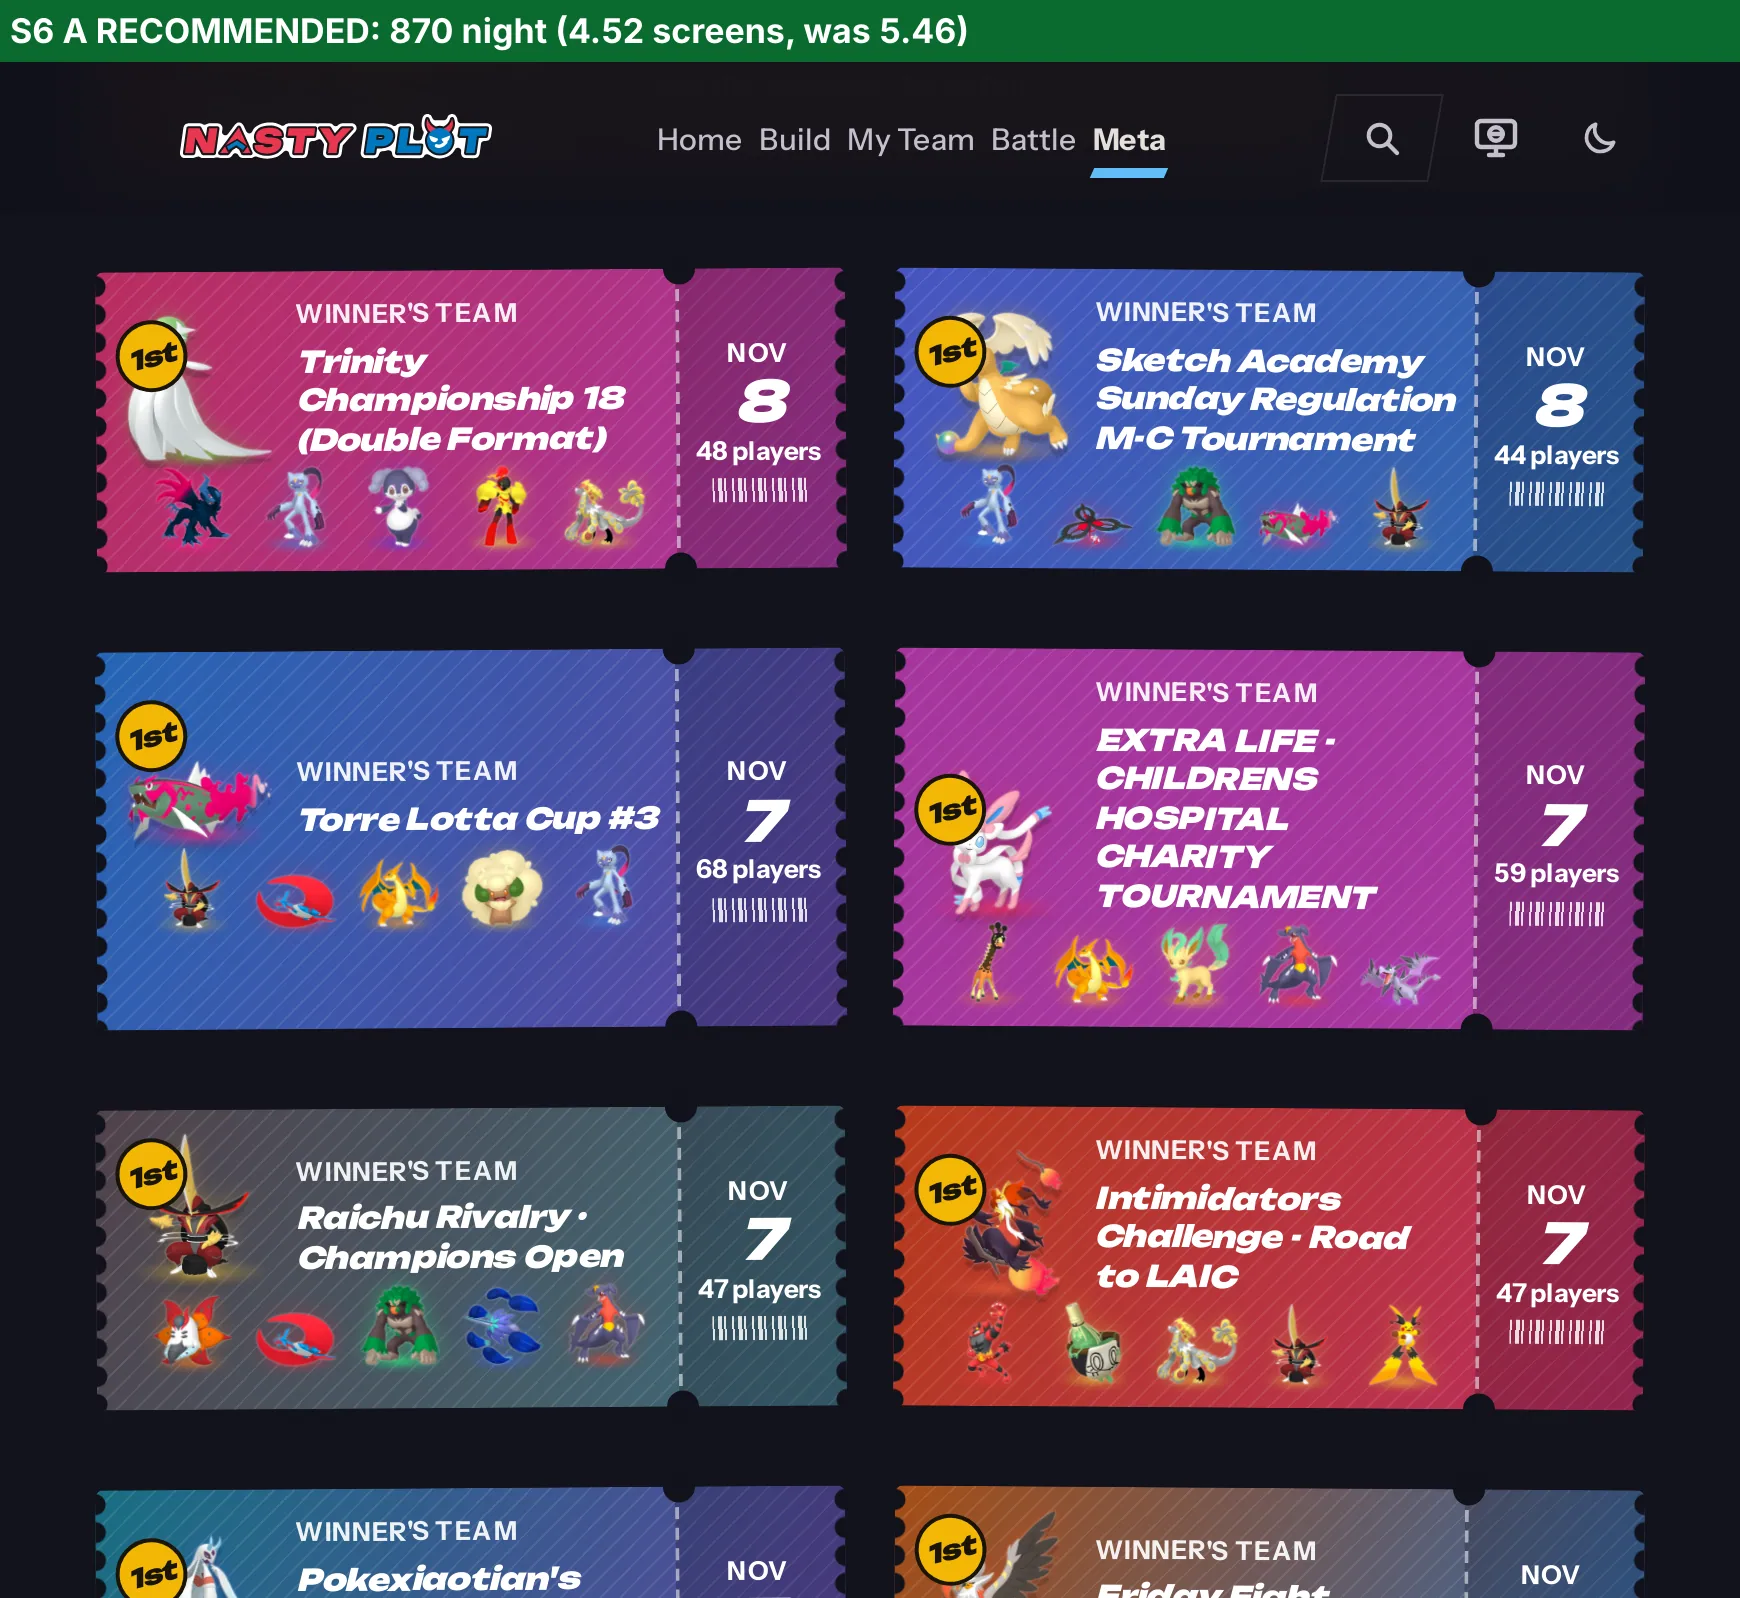 S6 A RECOMMENDED: 870 night (4.52 screens, was 5.46)
NASTY PLOT
Home Build My Team Battle Meta
1st
WINNER'S TEAM
Trinity
Championship 18
(Double Format)
NOV
8
48 players
1st
WINNER'S TEAM
Sketch Academy
Sunday Regulation
M-C Tournament
NOV
8
44 players
1st
WINNER'S TEAM
Torre Lotta Cup #3
NOV
7
68 players
1st
WINNER'S TEAM
EXTRA LIFE -
CHILDRENS
HOSPITAL
CHARITY
TOURNAMENT
NOV
7
59 players
1st
WINNER'S TEAM
Raichu Rivalry •
Champions Open
NOV
7
47 players
1st
WINNER'S TEAM
Intimidators
Challenge - Road
to LAIC
NOV
7
47 players
1st
WINNER'S TEAM
Pokexiaotian's
NOV
1st
WINNER'S TEAM
Friday Fight
NOV